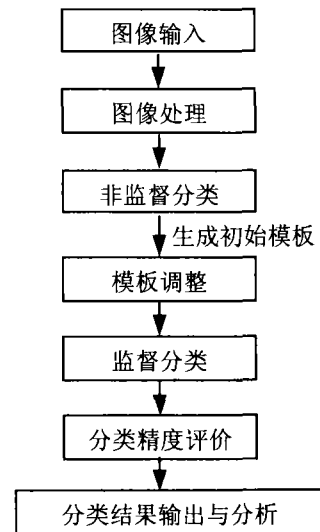 图像输入
图像处理
非监督分类
生成初始模板
模板调整
监督分类
分类精度评价
分类结果输出与分析